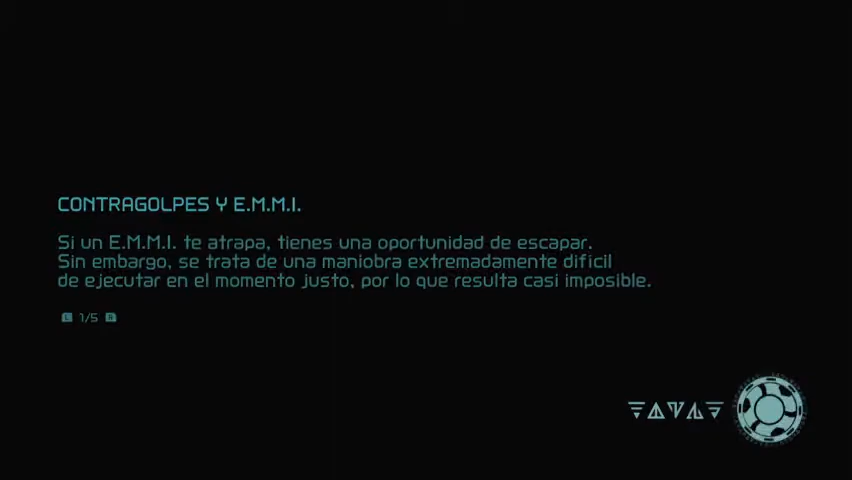 CONTRAGOLPES Y E.M.M.I.
Si un E.M.M.I. te atrapa, tienes una oportunidad de escapar.
Sin embargo, se trata de una maniobra extremadamente difícil
de ejecutar en el momento justo, por lo que resulta casi imposible.
L 1/5 R